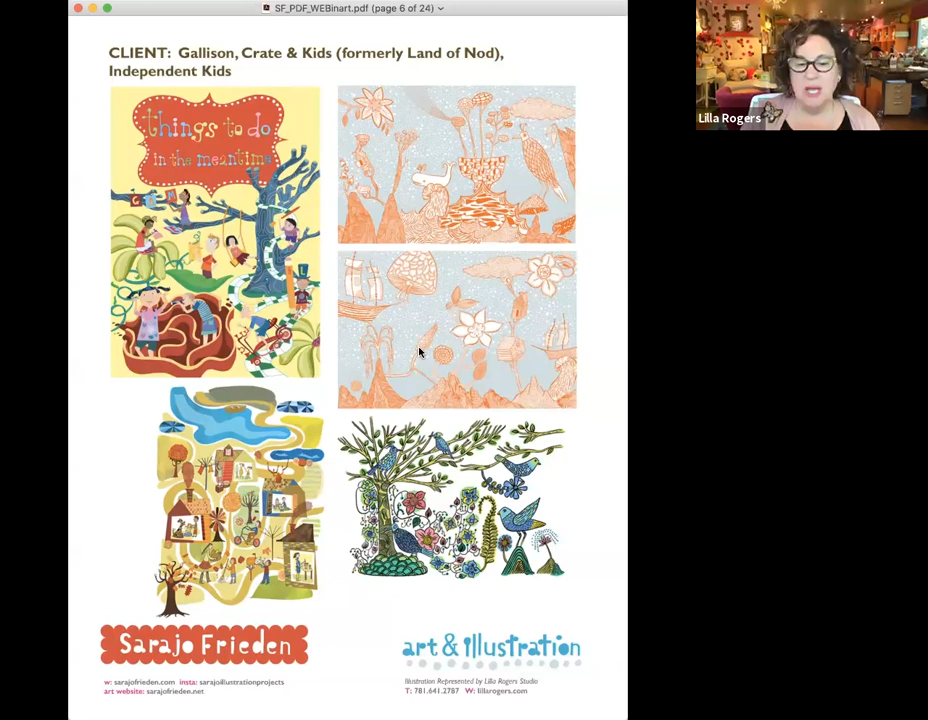 SF_PDF_WEBinart.pdf (page 6 of 24)
CLIENT: Gallison, Crate & Kids (formerly Land of Nod),
Independent Kids
things to do
in the meantime
Lilla Rogers
Sarajo Frieden
art & illustration
w: sarajofrieden.com insta: sarajoillustrationprojects
art website: sarajofrieden.net
Illustration Represented by Lilla Rogers Studio
T: 781.641.2787 W: lillarogers.com